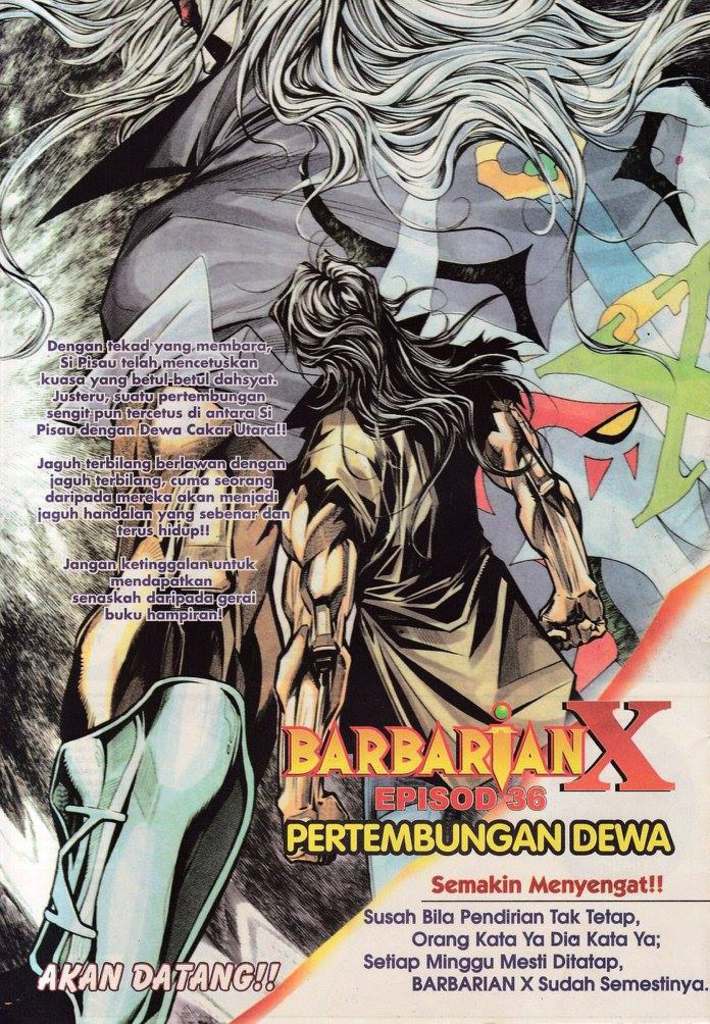 Dengan tekad yang membara,
Si Pisau telah mencetuskan
kuasa yang betul-betul dahsyat.
Justeru, suatu pertembungan
sengit pun tercetus di antara Si
Pisau dengan Dewa Cakar Utara!!
Jaguh terbilang berlawan dengan
jaguh terbilang, cuma seorang
daripada mereka akan menjadi
jaguh handalan yang sebenar dan
terus hidup!!
Jangan ketinggalan untuk
mendapatkan
senaskah daripada gerai
buku hampiran!
BARBARIAN X
EPISOD 36
PERTEMBUNGAN DEWA
Semakin Menyengat!!
Susah Bila Pendirian Tak Tetap,
Orang Kata Ya Dia Kata Ya;
Setiap Minggu Mesti Ditatap,
BARBARIAN X Sudah Semestinya.
AKAN DATANG!!